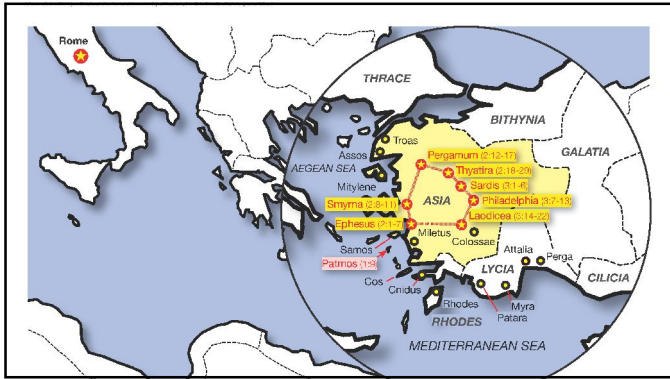 Rome
THRACE
BITHYNIA
GALATIA
Troas
Assos
AEGEAN SEA
Pergamum (2:12-17)
Thyatira (2:18-29)
Mitylene
Sardis (3:1-6)
ASIA
Smyrna (2:8-11)
Philadelphia (3:7-13)
Ephesus (2:1-7)
Laodicea (3:14-22)
Miletus
Colossae
Samos
Patmos (1:9)
Attalia
Perga
LYCIA
CILICIA
Cos
Cnidus
Rhodes
Myra
Patara
RHODES
MEDITERRANEAN SEA